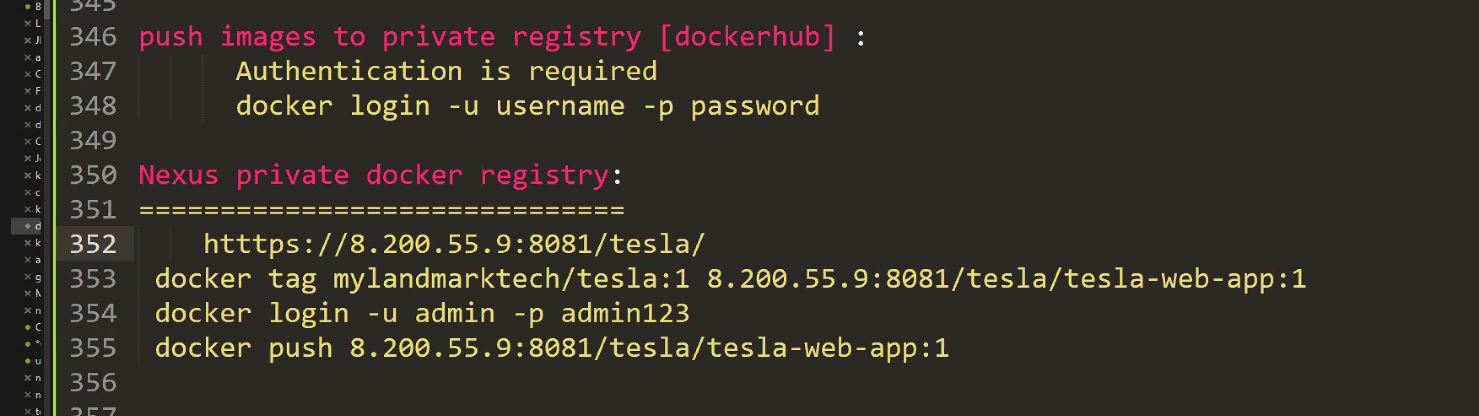 345
346 push images to private registry [dockerhub] :
347 Authentication is required
348 docker login -u username -p password
349
350 Nexus private docker registry:
351 ==============================
352 htttps://8.200.55.9:8081/tesla/
353 docker tag mylandmarktech/tesla:1 8.200.55.9:8081/tesla/tesla-web-app:1
354 docker login -u admin -p admin123
355 docker push 8.200.55.9:8081/tesla/tesla-web-app:1
356
357